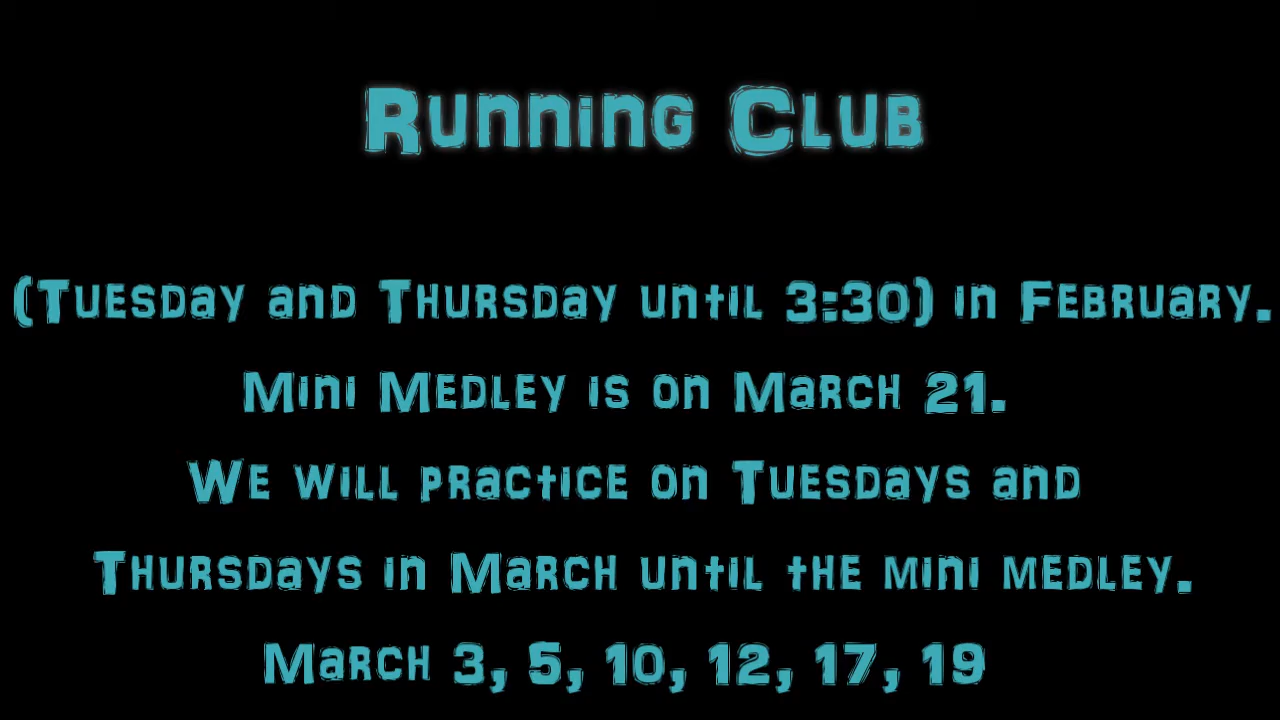 Running Club
(Tuesday and Thursday until 3:30) in February.
Mini Medley is on March 21.
We will practice on Tuesdays and
Thursdays in March until the mini medley.
March 3, 5, 10, 12, 17, 19